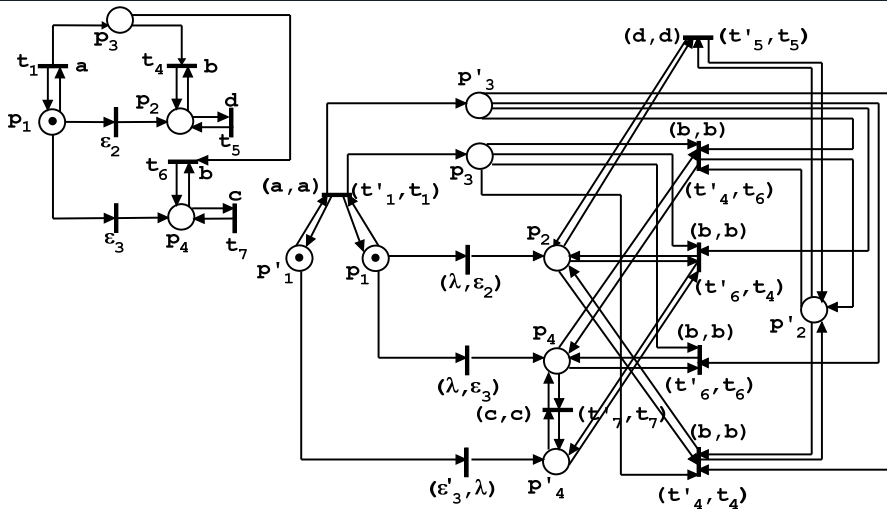 p3
t1 a
t4 b
p1
p2
ε2
d
t5
t6 b
c
ε3
p4
t7
(d,d) (t'5,t5)
p'3
(b,b)
p3
(t'4,t6)
(a,a) (t'1,t1)
p2
(b,b)
p'1
p1
(λ,ε2)
(t'6,t4)
p'2
p4
(b,b)
(λ,ε3)
(t'6,t6)
(c,c) (t'7,t7)
(b,b)
(ε'3,λ)
p'4
(t'4,t4)